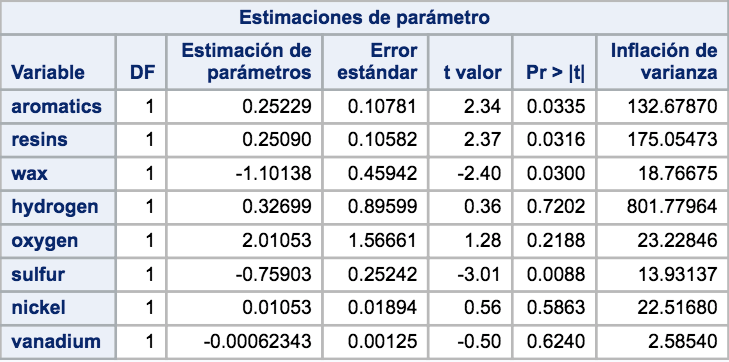 Estimaciones de parámetro
Variable DF Estimación de parámetros Error estándar t valor Pr > |t| Inflación de varianza
aromatics 1 0.25229 0.10781 2.34 0.0335 132.67870
resins 1 0.25090 0.10582 2.37 0.0316 175.05473
wax 1 -1.10138 0.45942 -2.40 0.0300 18.76675
hydrogen 1 0.32699 0.89599 0.36 0.7202 801.77964
oxygen 1 2.01053 1.56661 1.28 0.2188 23.22846
sulfur 1 -0.75903 0.25242 -3.01 0.0088 13.93137
nickel 1 0.01053 0.01894 0.56 0.5863 22.51680
vanadium 1 -0.00062343 0.00125 -0.50 0.6240 2.58540